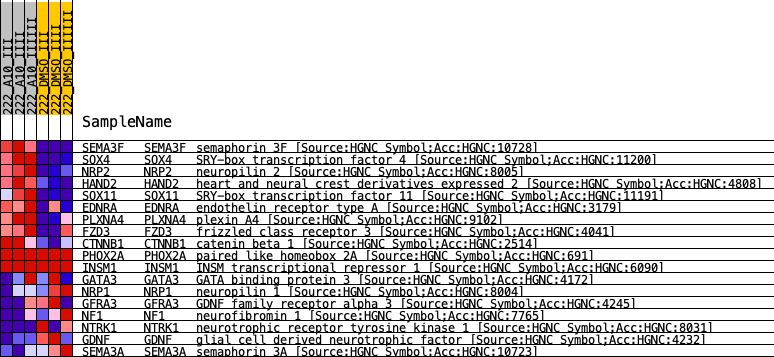 222_A10_III
222_A10_IIII
222_A10_IIIII
222_DMSO_III
222_DMSO_IIII
222_DMSO_IIIIII
SampleName
SEMA3F SEMA3F semaphorin 3F [Source:HGNC Symbol;Acc:HGNC:10728]
SOX4 SOX4 SRY-box transcription factor 4 [Source:HGNC Symbol;Acc:HGNC:11200]
NRP2 NRP2 neuropilin 2 [Source:HGNC Symbol;Acc:HGNC:8005]
HAND2 HAND2 heart and neural crest derivatives expressed 2 [Source:HGNC Symbol;Acc:HGNC:4808]
SOX11 SOX11 SRY-box transcription factor 11 [Source:HGNC Symbol;Acc:HGNC:11191]
EDNRA EDNRA endothelin receptor type A [Source:HGNC Symbol;Acc:HGNC:3179]
PLXNA4 PLXNA4 plexin A4 [Source:HGNC Symbol;Acc:HGNC:9102]
FZD3 FZD3 frizzled class receptor 3 [Source:HGNC Symbol;Acc:HGNC:4041]
CTNNB1 CTNNB1 catenin beta 1 [Source:HGNC Symbol;Acc:HGNC:2514]
PHOX2A PHOX2A paired like homeobox 2A [Source:HGNC Symbol;Acc:HGNC:691]
INSM1 INSM1 INSM transcriptional repressor 1 [Source:HGNC Symbol;Acc:HGNC:6090]
GATA3 GATA3 GATA binding protein 3 [Source:HGNC Symbol;Acc:HGNC:4172]
NRP1 NRP1 neuropilin 1 [Source:HGNC Symbol;Acc:HGNC:8004]
GFRA3 GFRA3 GDNF family receptor alpha 3 [Source:HGNC Symbol;Acc:HGNC:4245]
NF1 NF1 neurofibromin 1 [Source:HGNC Symbol;Acc:HGNC:7765]
NTRK1 NTRK1 neurotrophic receptor tyrosine kinase 1 [Source:HGNC Symbol;Acc:HGNC:8031]
GDNF GDNF glial cell derived neurotrophic factor [Source:HGNC Symbol;Acc:HGNC:4232]
SEMA3A SEMA3A semaphorin 3A [Source:HGNC Symbol;Acc:HGNC:10723]